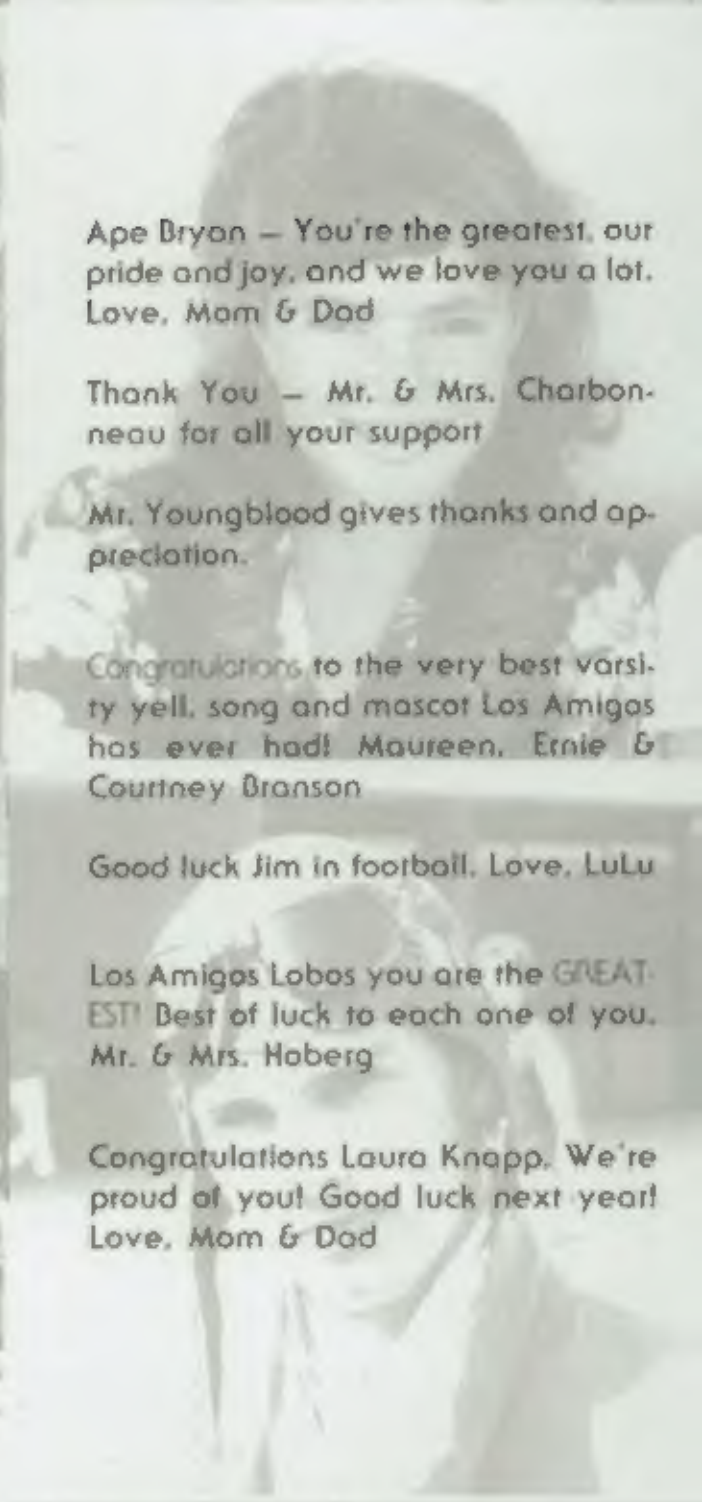 Ape Bryan — You're the greatest, our
pride and joy, and we love you a lot.
Love, Mom & Dad
Thank You — Mr. & Mrs. Charbon-
neau for all your support
Mr. Youngblood gives thanks and ap-
preciation.
Congratulations to the very best varsi-
ty yell, song and mascot Los Amigos
has ever had! Maureen, Ernie &
Courtney Branson
Good luck Jim in football, Love, LuLu
Los Amigos Lobos you are the GREAT-
EST! Best of luck to each one of you.
Mr. & Mrs. Hoberg
Congratulations Laura Knapp. We're
proud of you! Good luck next year!
Love, Mom & Dad